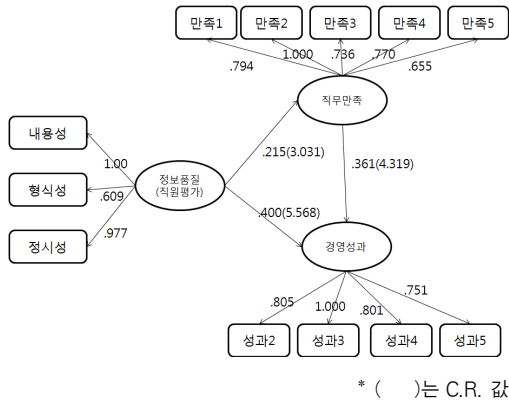 만족1 만족2 만족3 만족4 만족5
.794 1.000 .736 .770 .655
직무만족
내용성
형식성
정시성
1.00
.609
.977
정보품질
(직원평가)
.215(3.031)
.361(4.319)
.400(5.568)
경영성과
.805 1.000 .801 .751
성과2 성과3 성과4 성과5
* ( )는 C.R. 값